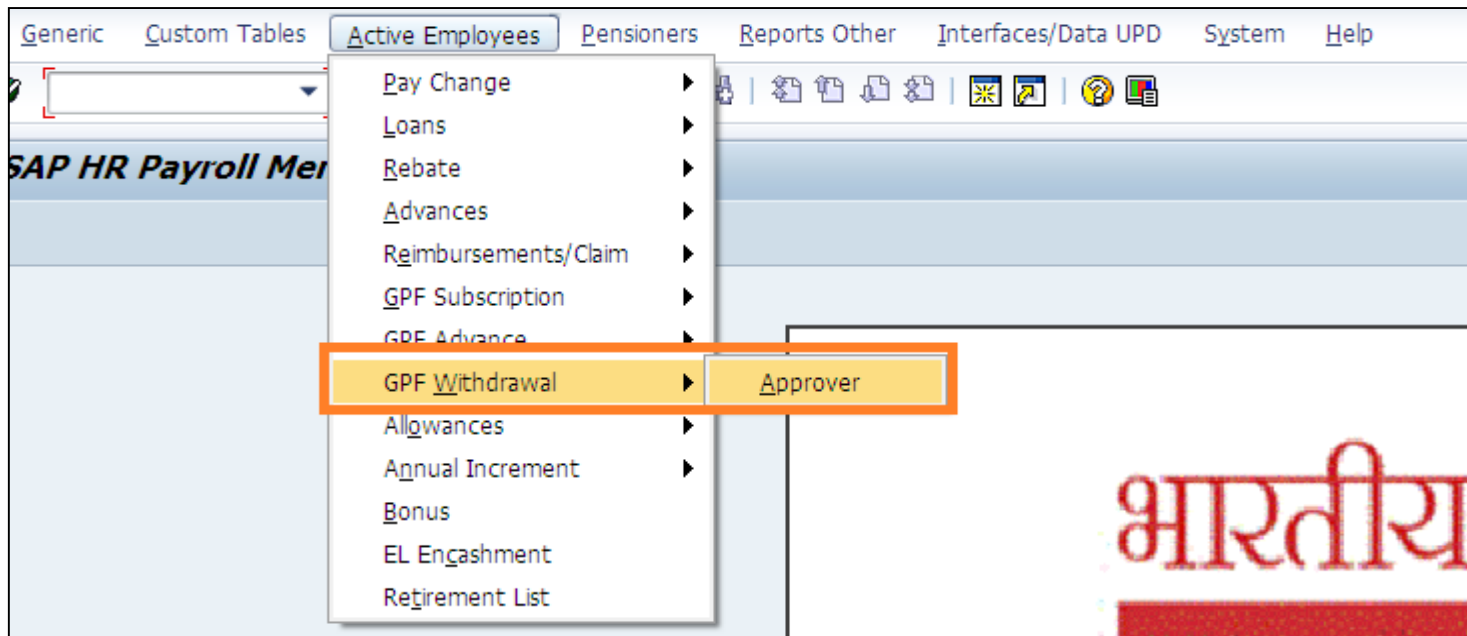 Generic Custom Tables Active Employees Pensioners Reports Other Interfaces/Data UPD System Help
Pay Change
Loans
SAP HR Payroll
Rebate
Advances
Reimbursements/Claim
GPF Subscription
GPF Advance
GPF Withdrawal Approver
Allowances
Annual Increment
Bonus
EL Encashment
Retirement List
भारतीय